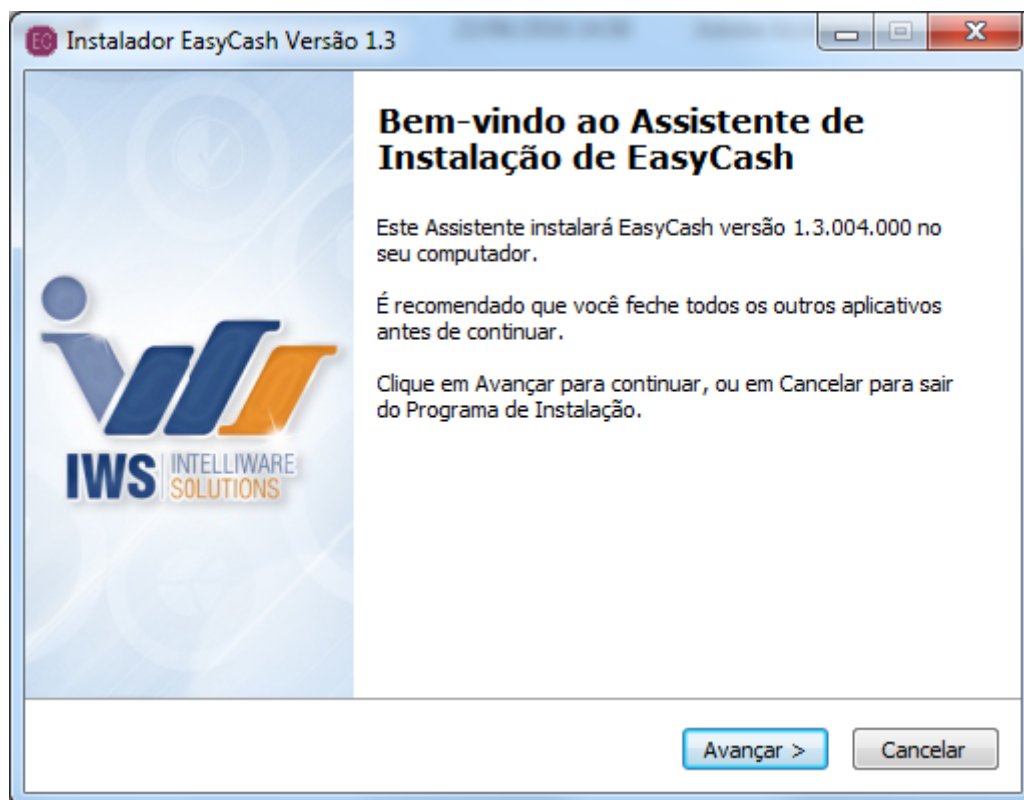 EC Instalador EasyCash Versão 1.3
Bem-vindo ao Assistente de
Instalação de EasyCash
Este Assistente instalará EasyCash versão 1.3.004.000 no
seu computador.
É recomendado que você feche todos os outros aplicativos
antes de continuar.
Clique em Avançar para continuar, ou em Cancelar para sair
do Programa de Instalação.
IWS INTELLIWARE
SOLUTIONS
Avançar > Cancelar